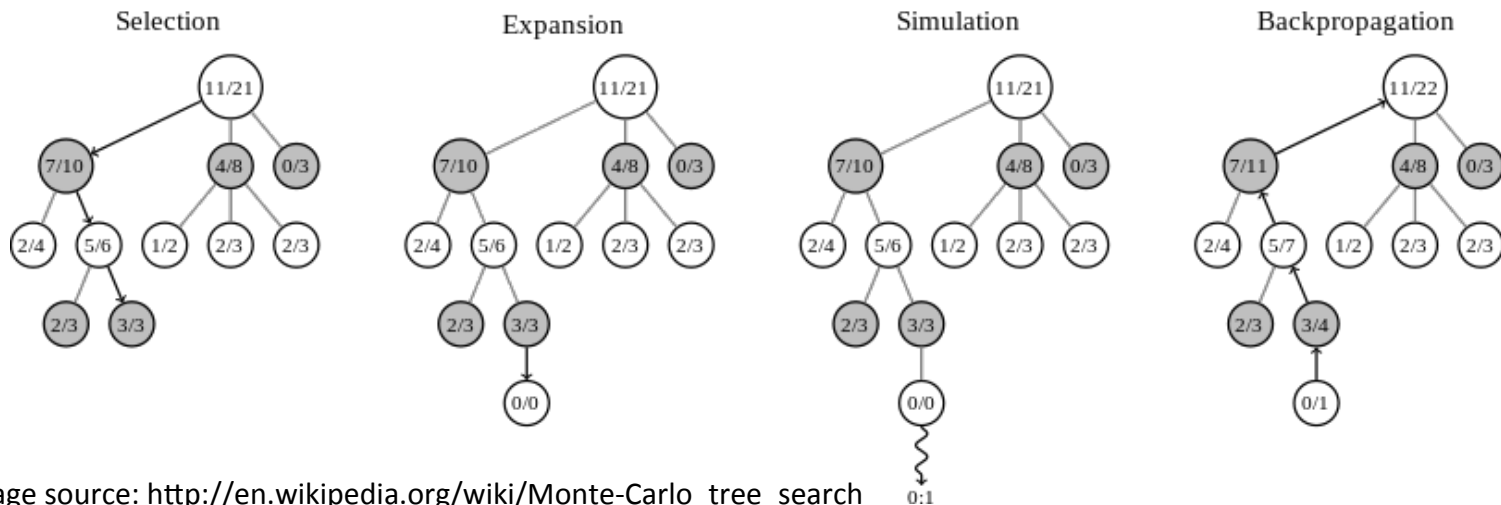 Selection
11/21
7/10 4/8 0/3
2/4 5/6 1/2 2/3 2/3
2/3 3/3
Expansion
11/21
7/10 4/8 0/3
2/4 5/6 1/2 2/3 2/3
2/3 3/3
0/0
Simulation
11/21
7/10 4/8 0/3
2/4 5/6 1/2 2/3 2/3
2/3 3/3
0/0
0:1
Backpropagation
11/22
7/11 4/8 0/3
2/4 5/7 1/2 2/3 2/3
2/3 3/4
0/1
age source: http://en.wikipedia.org/wiki/Monte-Carlo_tree_search